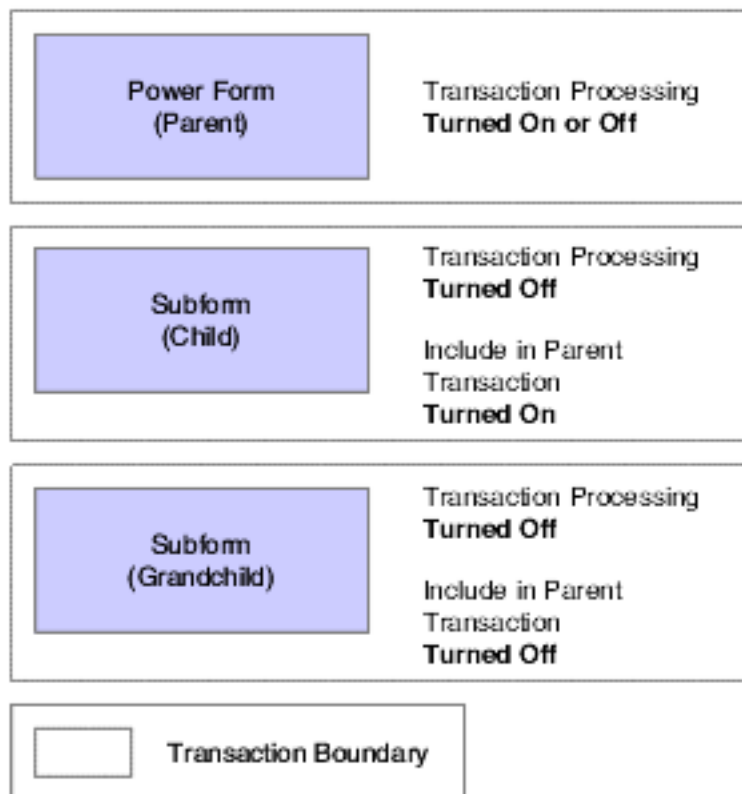 Power Form
(Parent)
Transaction Processing
Turned On or Off
Subform
(Child)
Transaction Processing
Turned Off
Include in Parent
Transaction
Turned On
Subform
(Grandchild)
Transaction Processing
Turned Off
Include in Parent
Transaction
Turned Off
Transaction Boundary